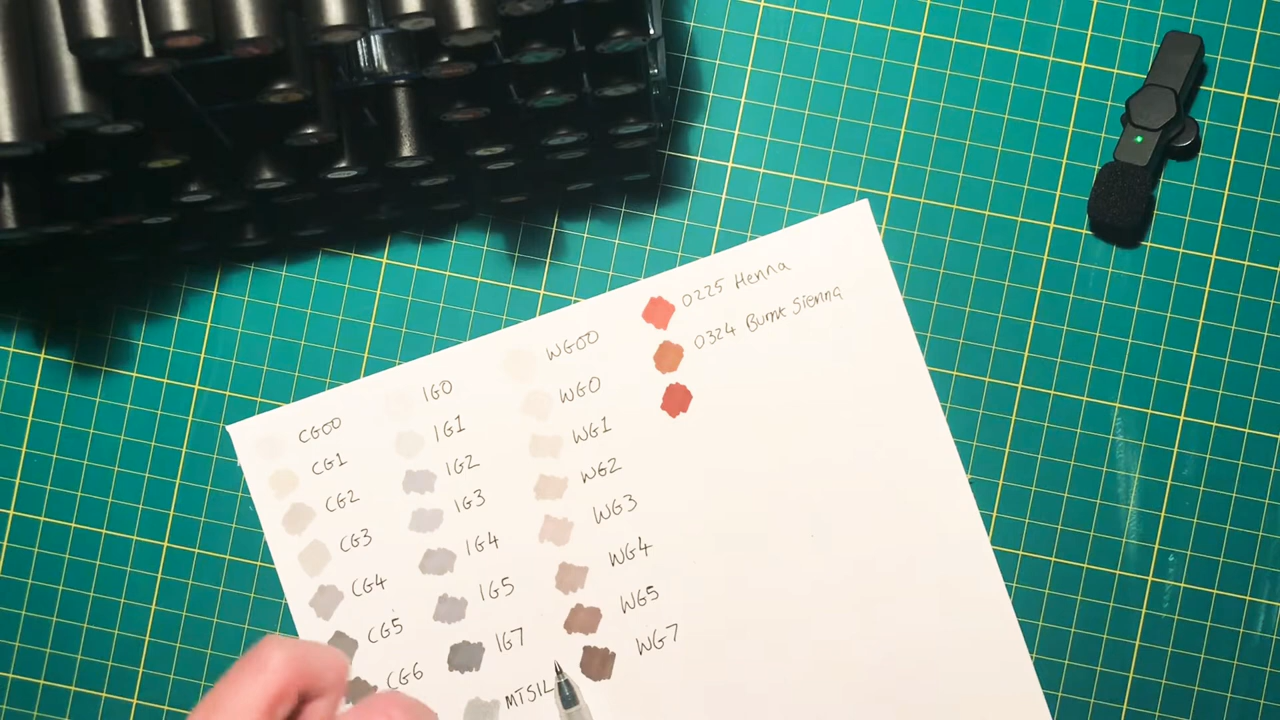 CG00
CG1
CG2
CG3
CG4
CG5
CG6
IG0
IG1
IG2
IG3
IG4
IG5
IG7
MTSIL
WG00
WG0
WG1
WG2
WG3
WG4
WG5
WG7
0225 Henna
0324 Burnt Sienna